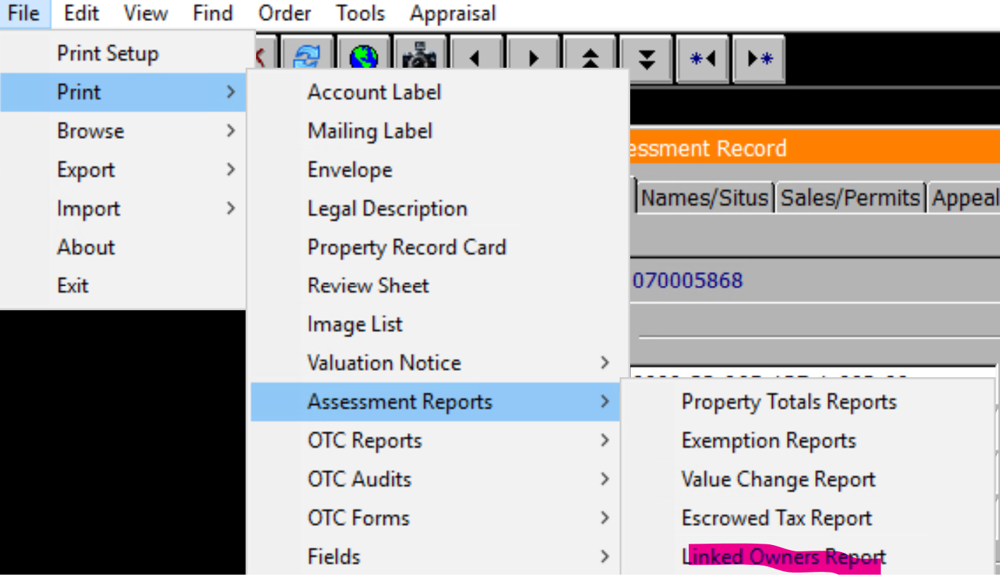 File Edit View Find Order Tools Appraisal
Print Setup
Print
Browse
Export
Import
About
Exit
Account Label
Mailing Label
Envelope
Legal Description
Property Record Card
Review Sheet
Image List
Valuation Notice
Assessment Reports
OTC Reports
OTC Audits
OTC Forms
Fields
essment Record
Names/Situs Sales/Permits Appeal
070005868
Property Totals Reports
Exemption Reports
Value Change Report
Escrowed Tax Report
Linked Owners Report